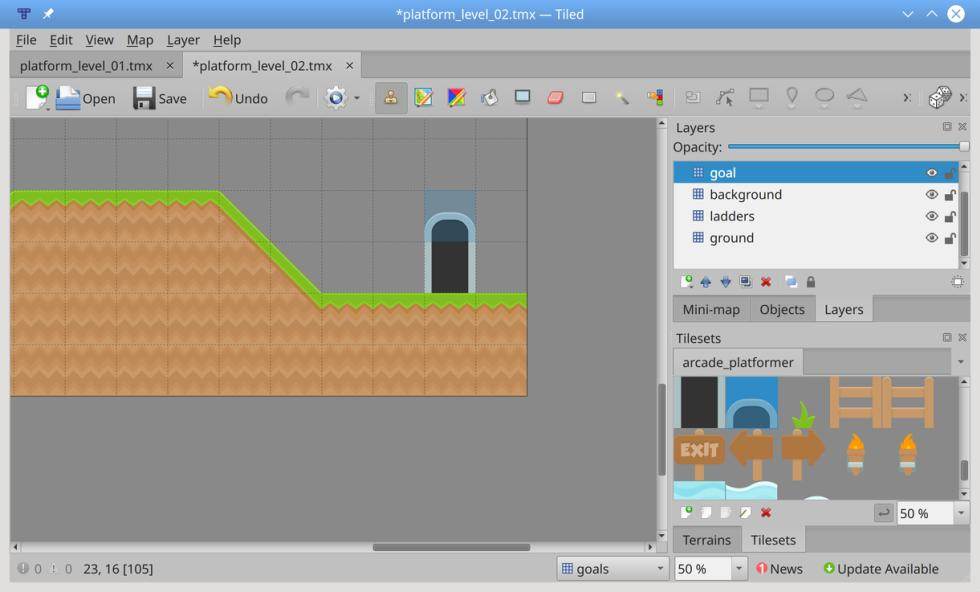 *platform_level_02.tmx — Tiled
File Edit View Map Layer Help
platform_level_01.tmx *platform_level_02.tmx
Open Save Undo
Layers
Opacity:
goal
background
ladders
ground
Mini-map Objects Layers
Tilesets
arcade_platformer
EXIT
50 %
Terrains Tilesets
0 0 23, 16 [105] goals 50 % 1 News Update Available